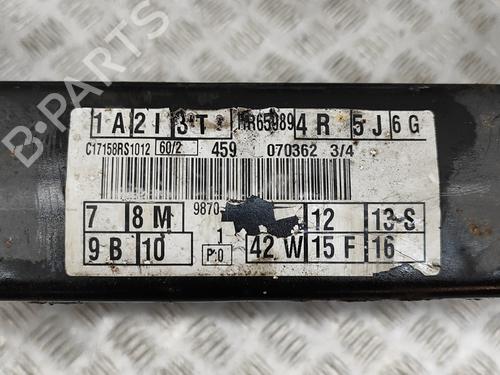 1 A 2 I 3 T HR65989 4 R 5 J 6 G
C17158RS1012 60/2 459 070362 3/4
9870-
7 8 M 12 13-S
1
9 B 10 P.0 42 W 15 F 16